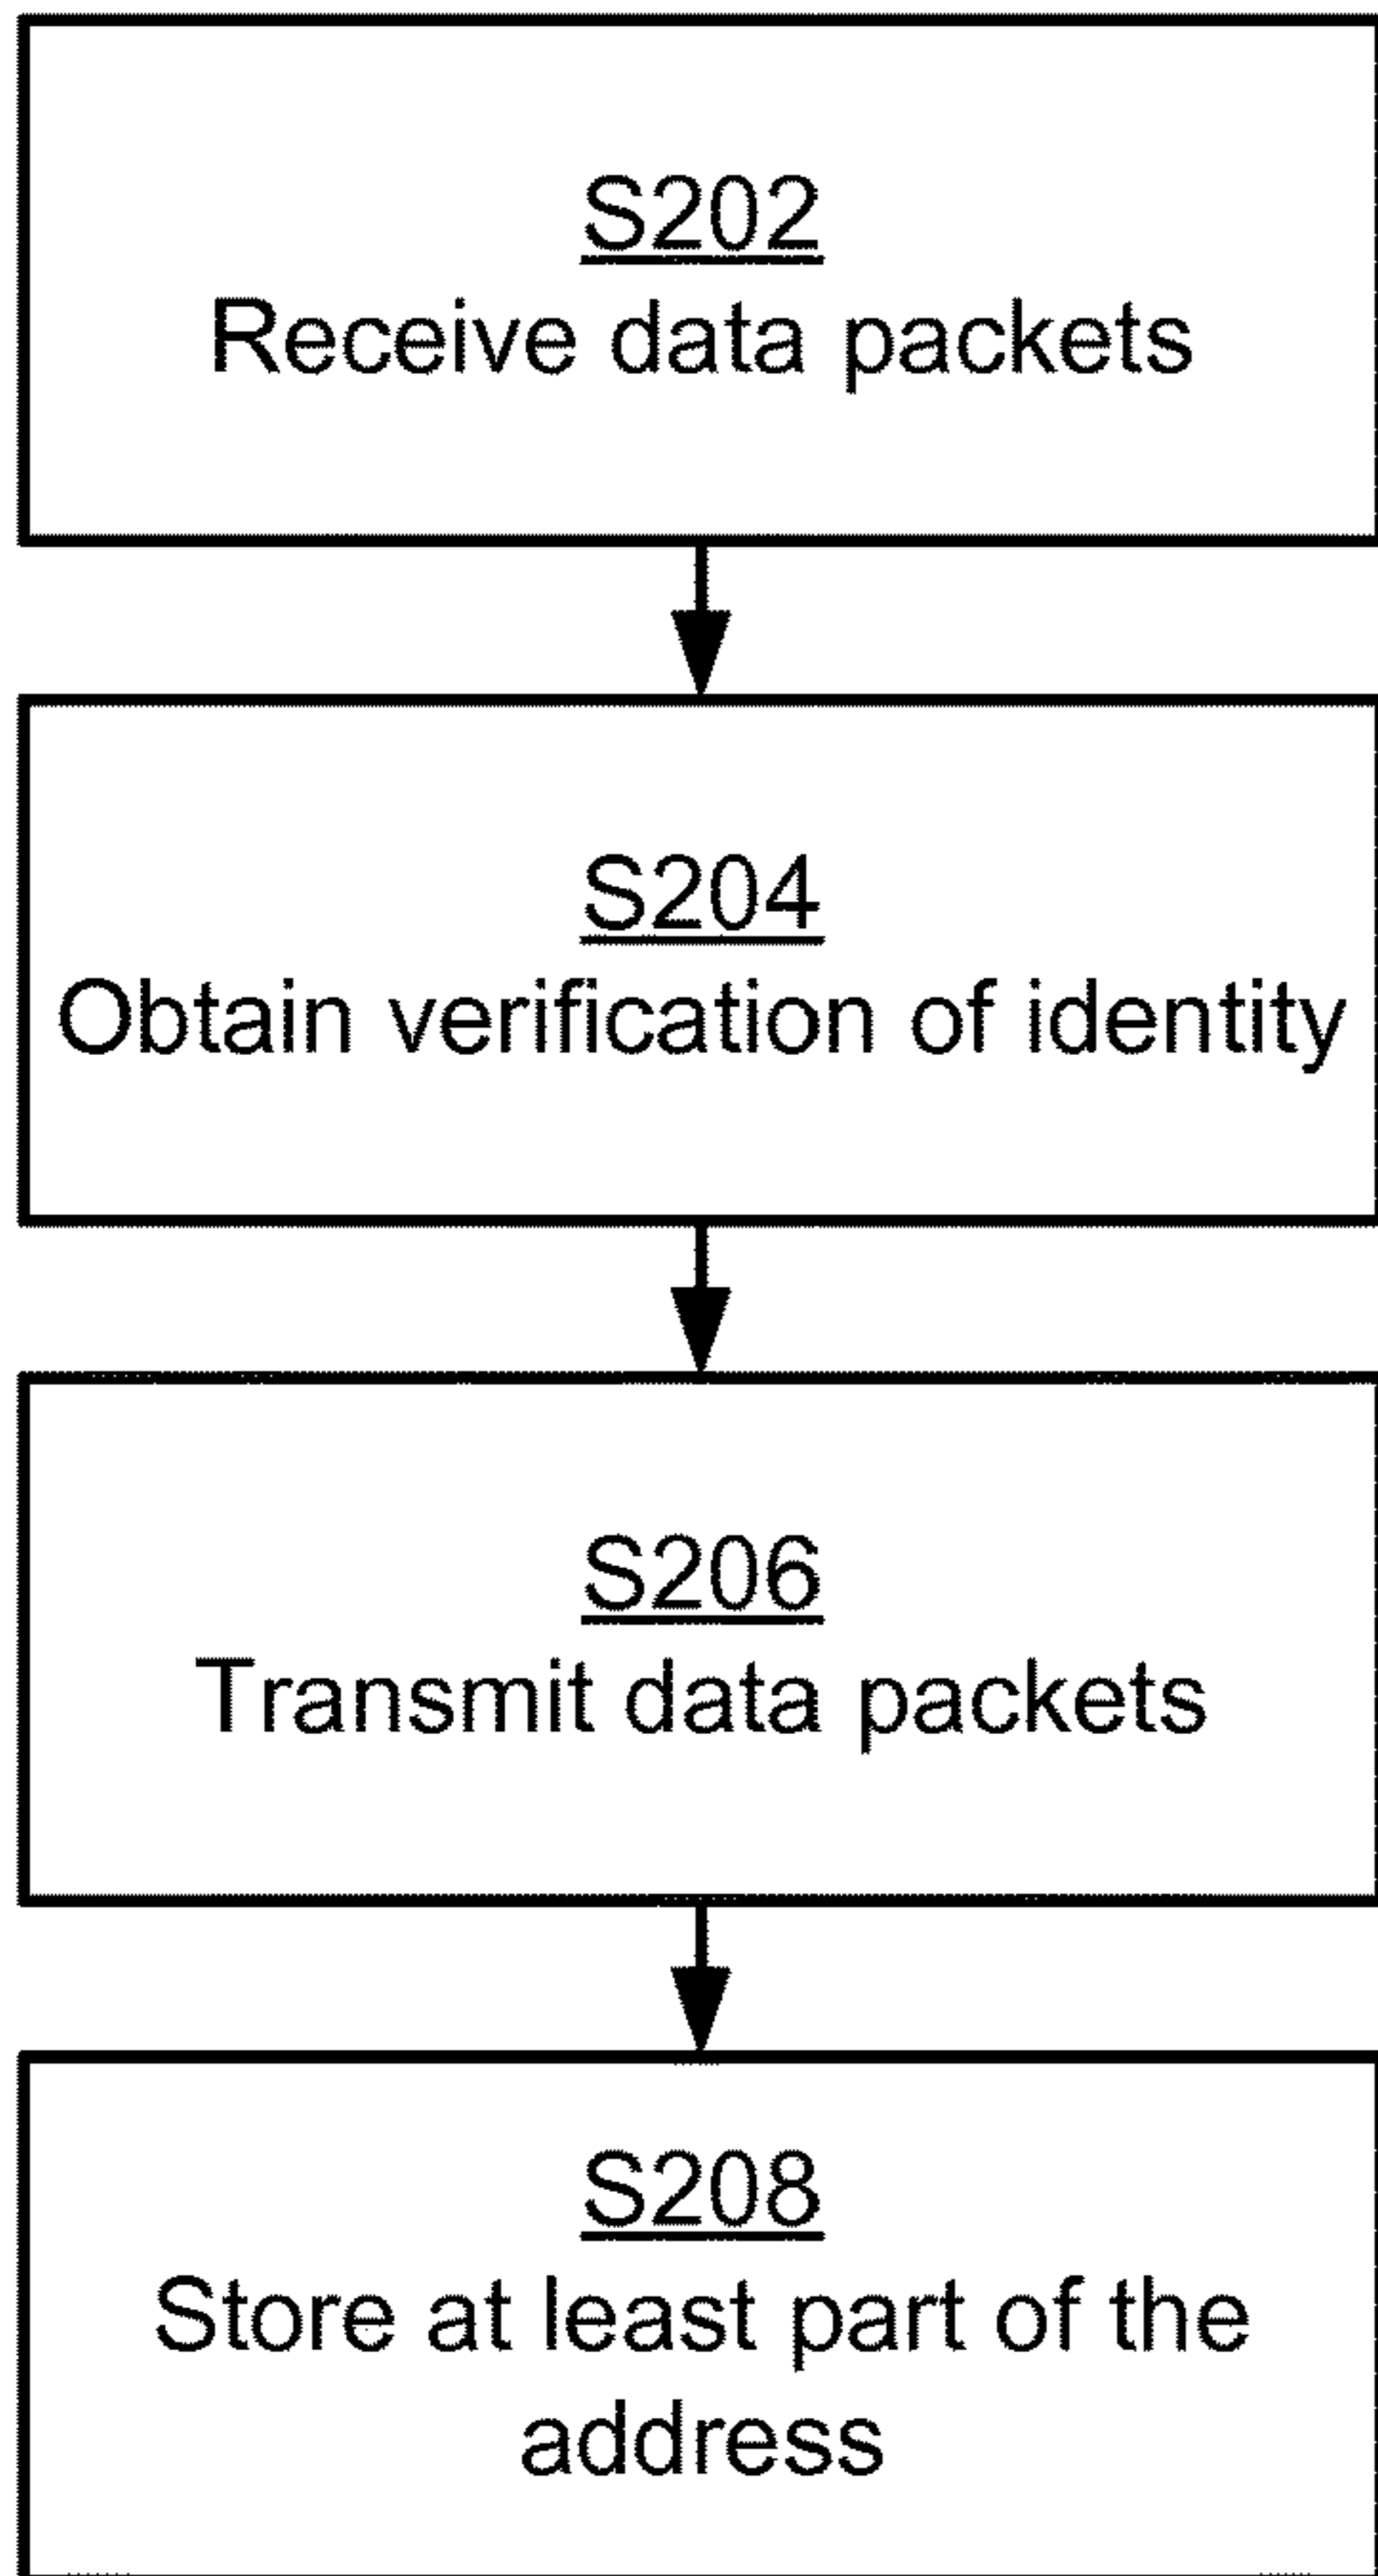 S202
Receive data packets
S204
Obtain verification of identity
S206
Transmit data packets
S208
Store at least part of the
address